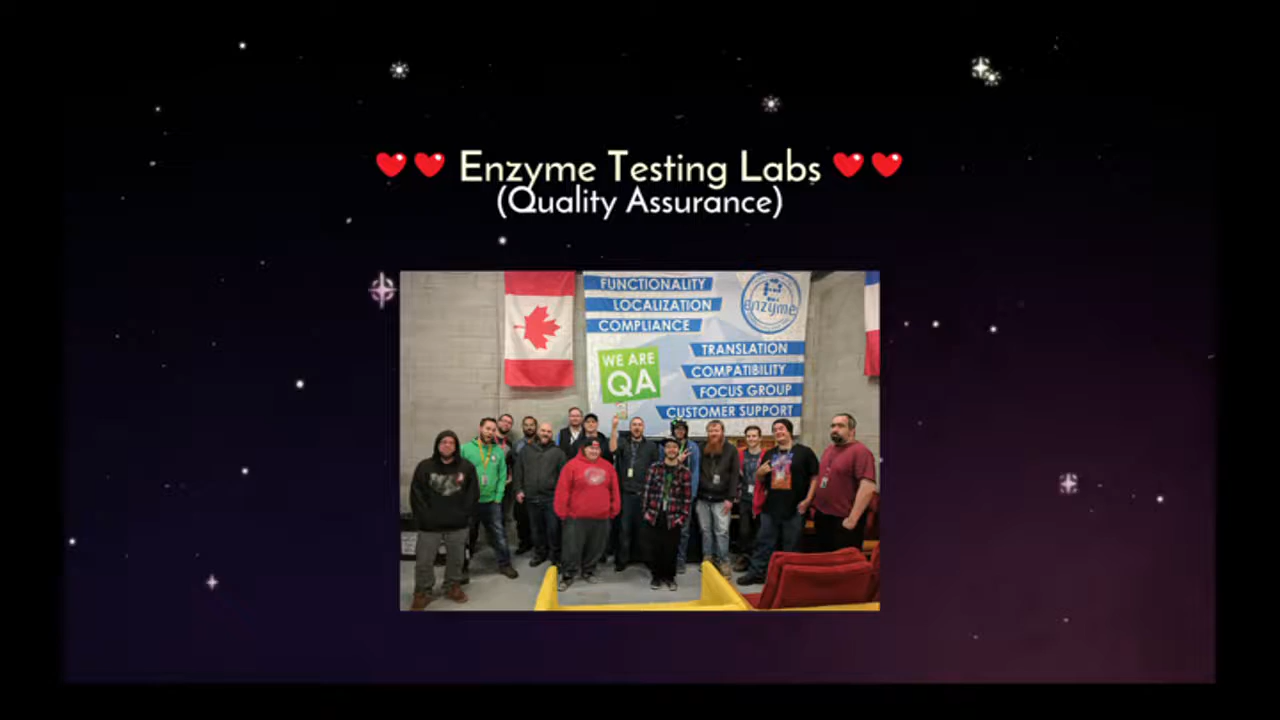 Enzyme Testing Labs
(Quality Assurance)
FUNCTIONALITY
LOCALIZATION
COMPLIANCE
enzyme
WE ARE
QA
TRANSLATION
COMPATIBILITY
FOCUS GROUP
CUSTOMER SUPPORT